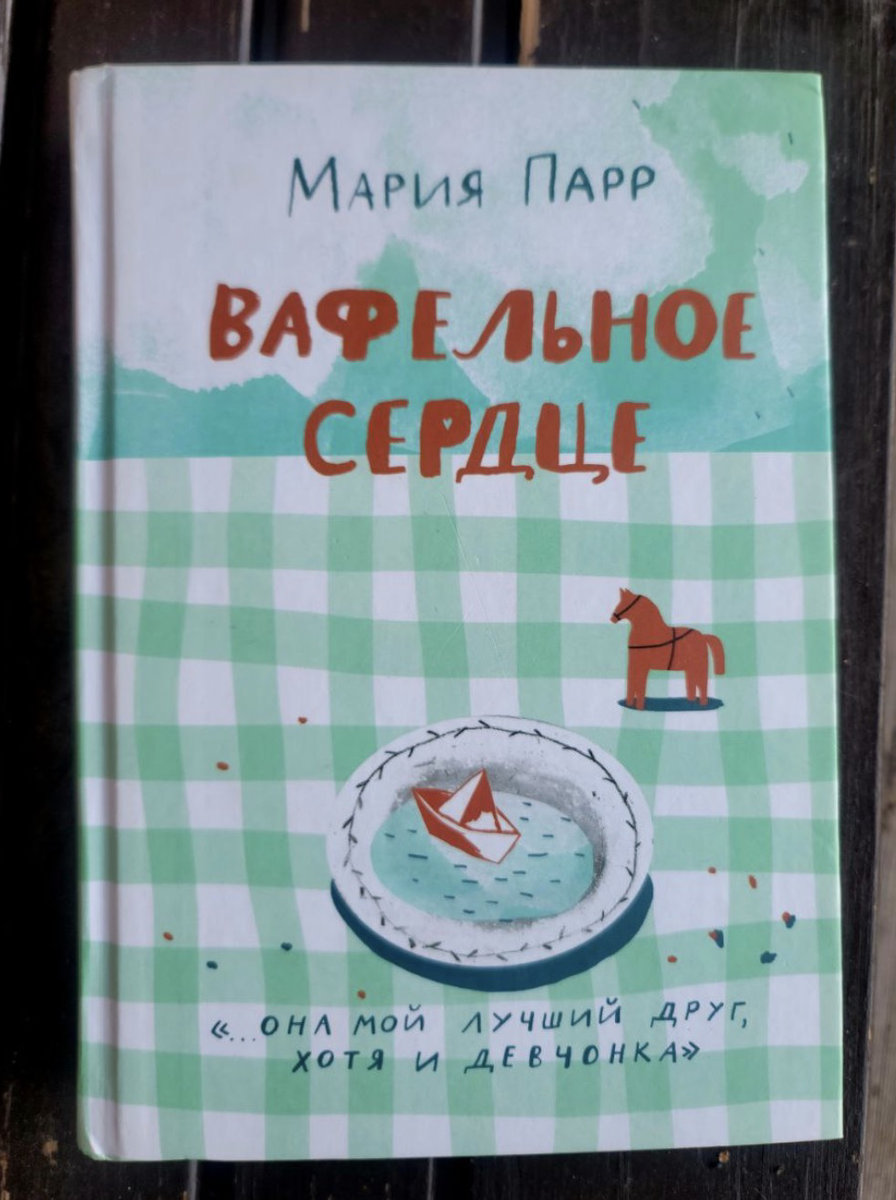 Мария Парр
ВАФЕЛЬНОЕ
СЕРДЦЕ
«...ОНА МОЙ ЛУЧШИЙ ДРУГ,
ХОТЯ И ДЕВЧОНКА»